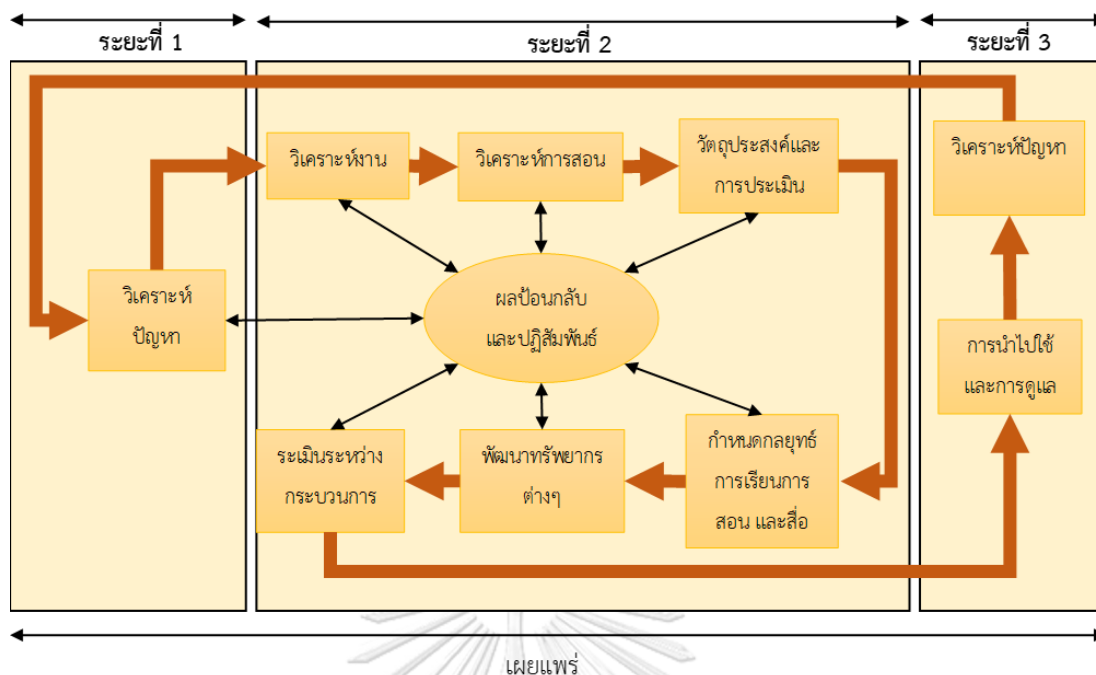 ระยะที่ 1
ระยะที่ 2
ระยะที่ 3
วิเคราะห์งาน
วิเคราะห์การสอน
วัตถุประสงค์และ
การประเมิน
วิเคราะห์ปัญหา
วิเคราะห์
ปัญหา
ผลป้อนกลับ
และปฏิสัมพันธ์
การนำไปใช้
และการดูแล
ระเมินระหว่าง
กระบวนการ
พัฒนาทรัพยากร
ต่างๆ
กำหนดกลยุทธ์
การเรียนการ
สอน และสื่อ
เผยแพร่